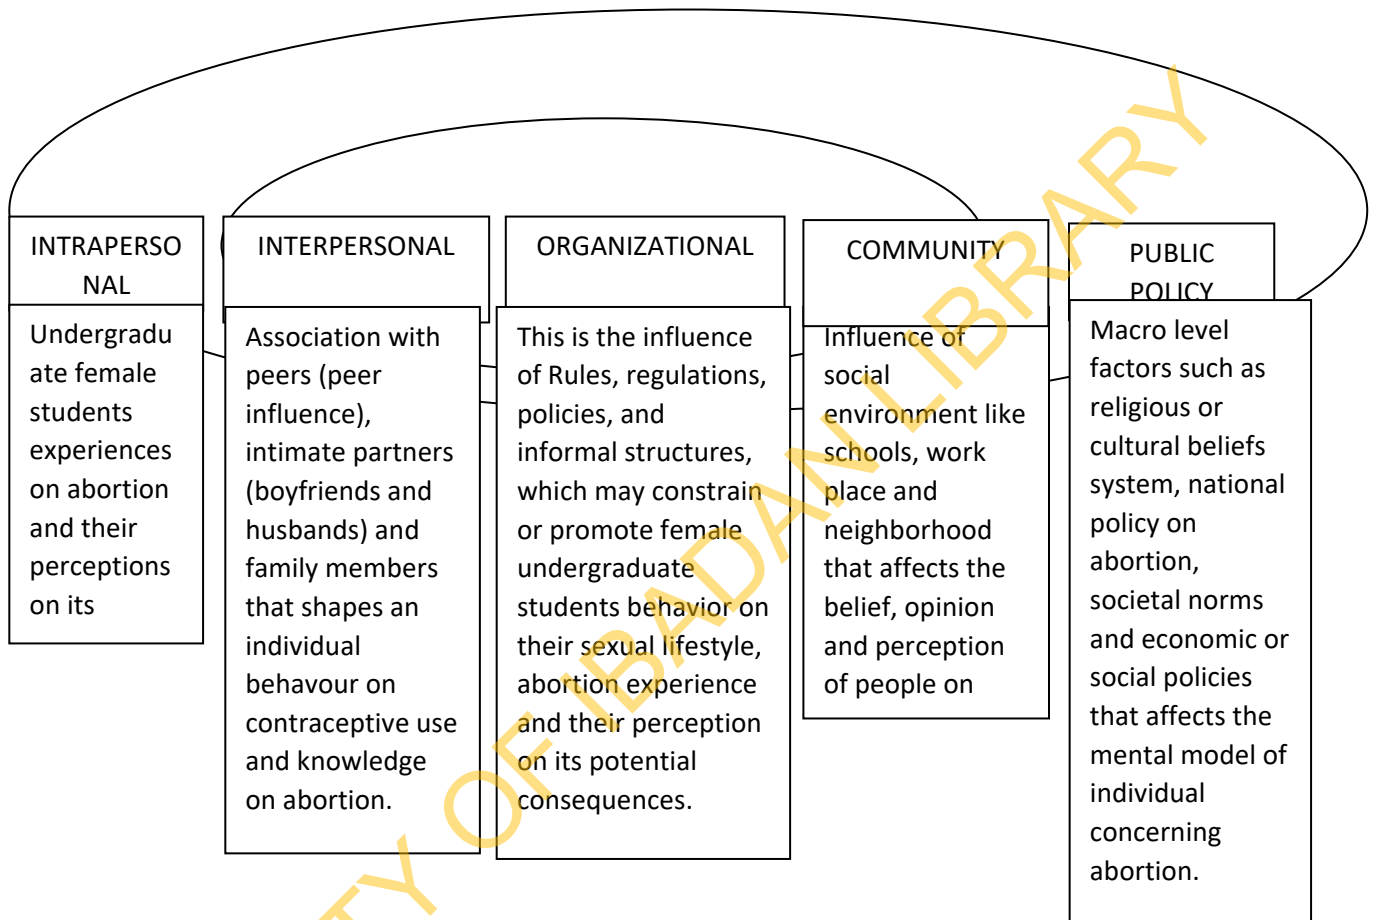 INTRAPERSO
NAL
Undergradu
ate female
students
experiences
on abortion
and their
perceptions
on its
INTERPERSONAL
Association with
peers (peer
influence),
intimate partners
(boyfriends and
husbands) and
family members
that shapes an
individual
behavour on
contraceptive use
and knowledge
on abortion.
ORGANIZATIONAL
This is the influence
of Rules, regulations,
policies, and
informal structures,
which may constrain
or promote female
undergraduate
students behavior on
their sexual lifestyle,
abortion experience
and their perception
on its potential
consequences.
COMMUNITY
Influence of
social
environment like
schools, work
place and
neighborhood
that affects the
belief, opinion
and perception
of people on
PUBLIC
POLICY
Macro level
factors such as
religious or
cultural beliefs
system, national
policy on
abortion,
societal norms
and economic or
social policies
that affects the
mental model of
individual
concerning
abortion.
TY OF IBADAN LIBRARY